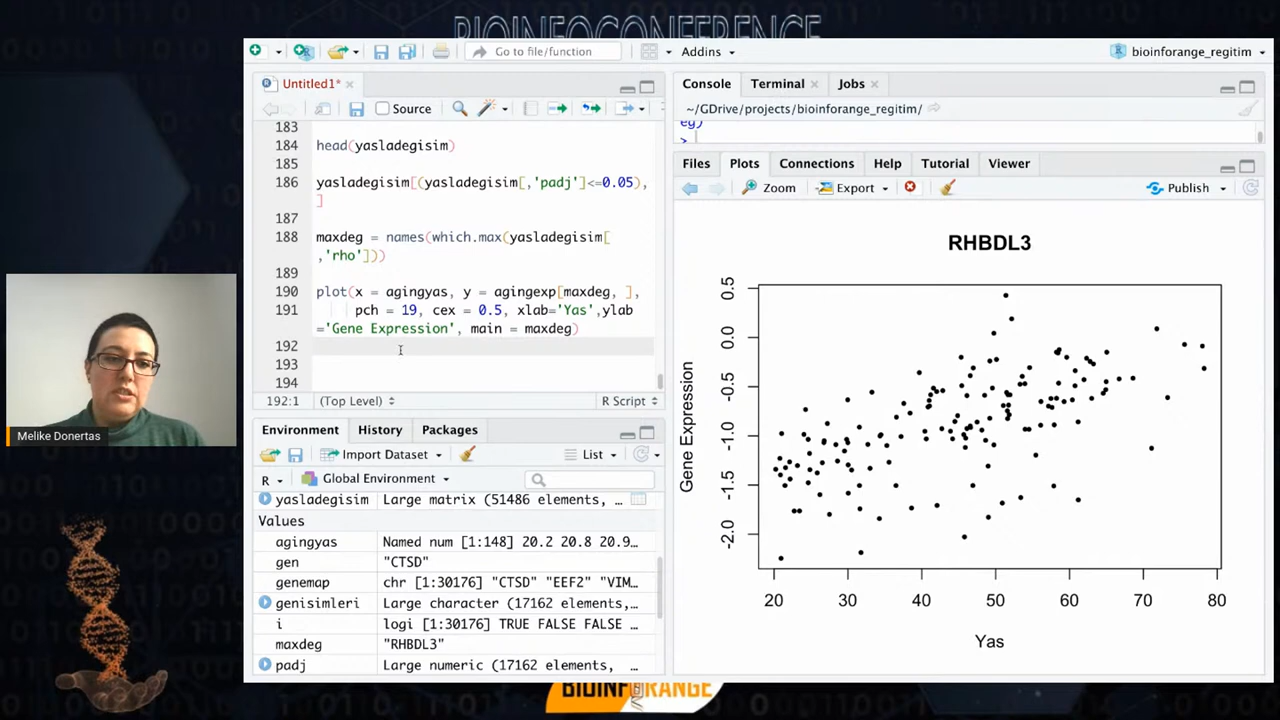 BIOINFOCONFERENCE
Go to file/function
Addins
bioinforange_regitim
Untitled1*
Source
183
184 head(yasladegisim)
185
186 yasladegisim[(yasladegisim[,'padj']<=0.05),
]
187
188 maxdeg = names(which.max(yasladegisim[
,'rho']))
189
190 plot(x = agingyas, y = agingexp[maxdeg, ],
191 pch = 19, cex = 0.5, xlab='Yas',ylab
='Gene Expression', main = maxdeg)
192
193
194
192:1 (Top Level) R Script
Environment History Packages
Import Dataset List
R Global Environment
yasladegisim Large matrix (51486 elements, …
Values
agingyas Named num [1:148] 20.2 20.8 20.9…
gen "CTSD"
genemap chr [1:30176] "CTSD" "EEF2" "VIM…
genisimleri Large character (17162 elements,…
i logi [1:30176] TRUE FALSE FALSE …
maxdeg "RHBDL3"
padj Large numeric (17162 elements, …
Console Terminal Jobs
~/GDrive/projects/bioinforange_regitim/
eg)
>
Files Plots Connections Help Tutorial Viewer
Zoom Export Publish
RHBDL3
Gene Expression
0.5
0.0
-0.5
-1.0
-1.5
-2.0
20 30 40 50 60 70 80
Yas
Melike Donertas
BIOINFORANGE